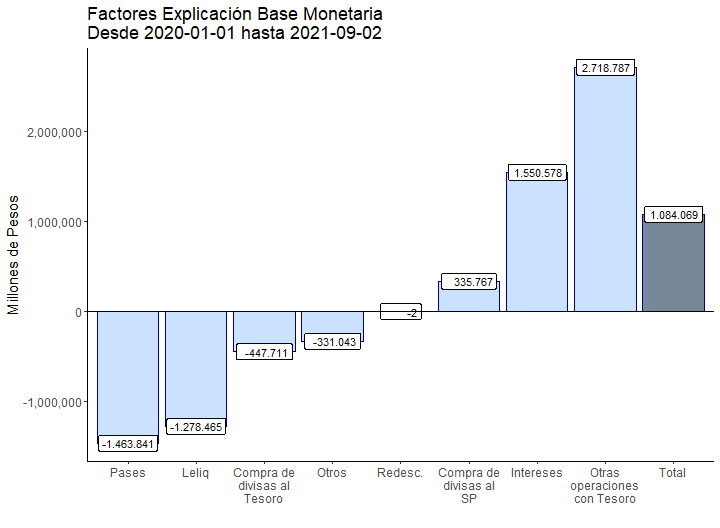 Factores Explicación Base Monetaria
Desde 2020-01-01 hasta 2021-09-02
Millones de Pesos
2,000,000
1,000,000
0
-1,000,000
-1.463.841
-1.278.465
-447.711
-331.043
-2
335.767
1.550.578
2.718.787
1.084.069
Pases
Leliq
Compra de
divisas al
Tesoro
Otros
Redesc.
Compra de
divisas al
SP
Intereses
Otras
operaciones
con Tesoro
Total